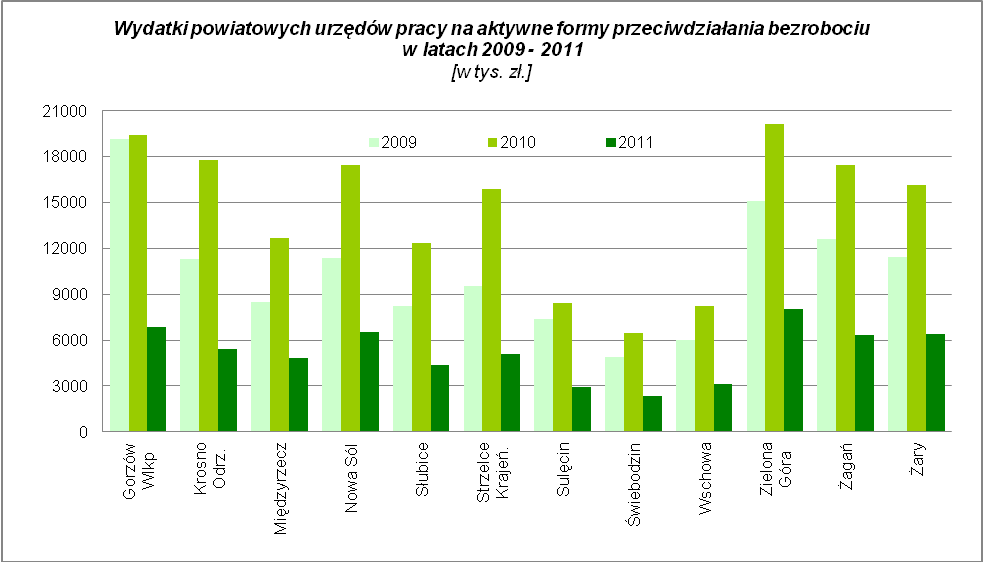 Wydatki powiatowych urzędów pracy na aktywne formy przeciwdziałania bezrobociu
w latach 2009 - 2011
[w tys. zł.]
21000
18000
15000
12000
9000
6000
3000
0
2009
2010
2011
Gorzów
Wlkp
Krosno
Odrz.
Międzyrzecz
Nowa Sól
Słubice
Strzelce
Krajeń.
Sulęcin
Świebodzin
Wschowa
Zielona
Góra
Żagań
Żary